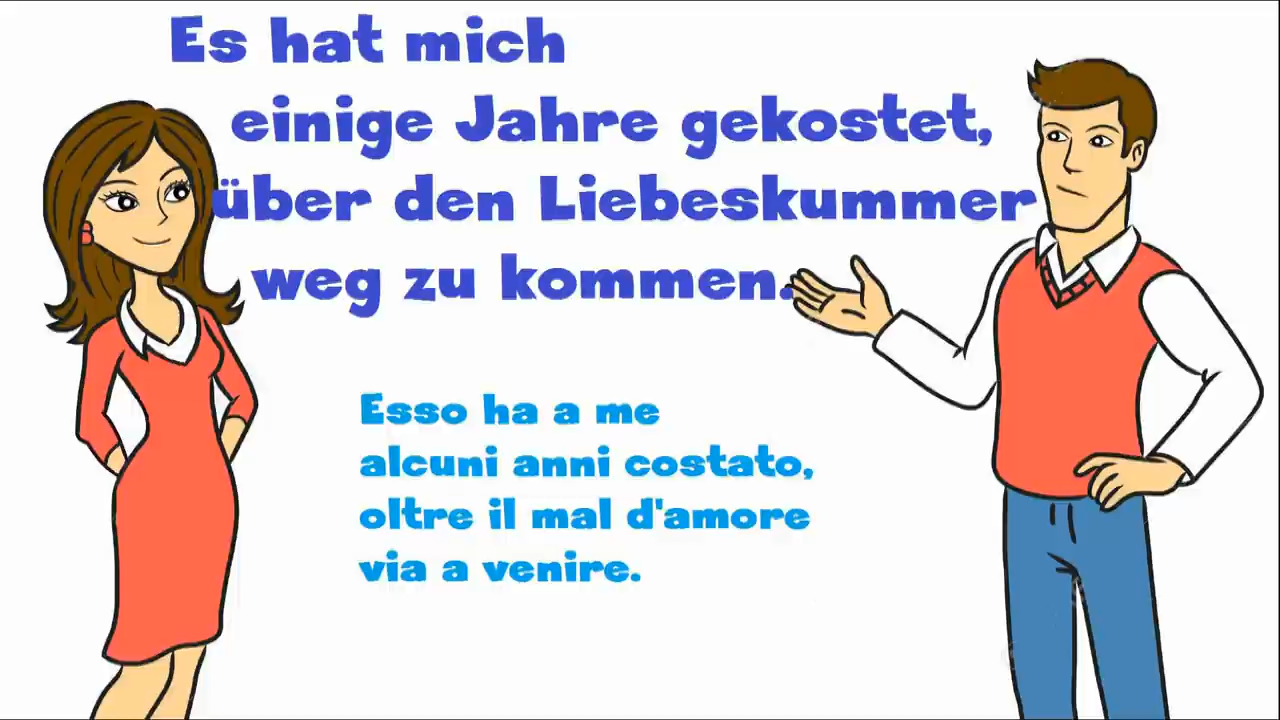 Es hat mich
einige Jahre gekostet,
über den Liebeskummer
weg zu kommen.
Esso ha a me
alcuni anni costato,
oltre il mal d'amore
via a venire.